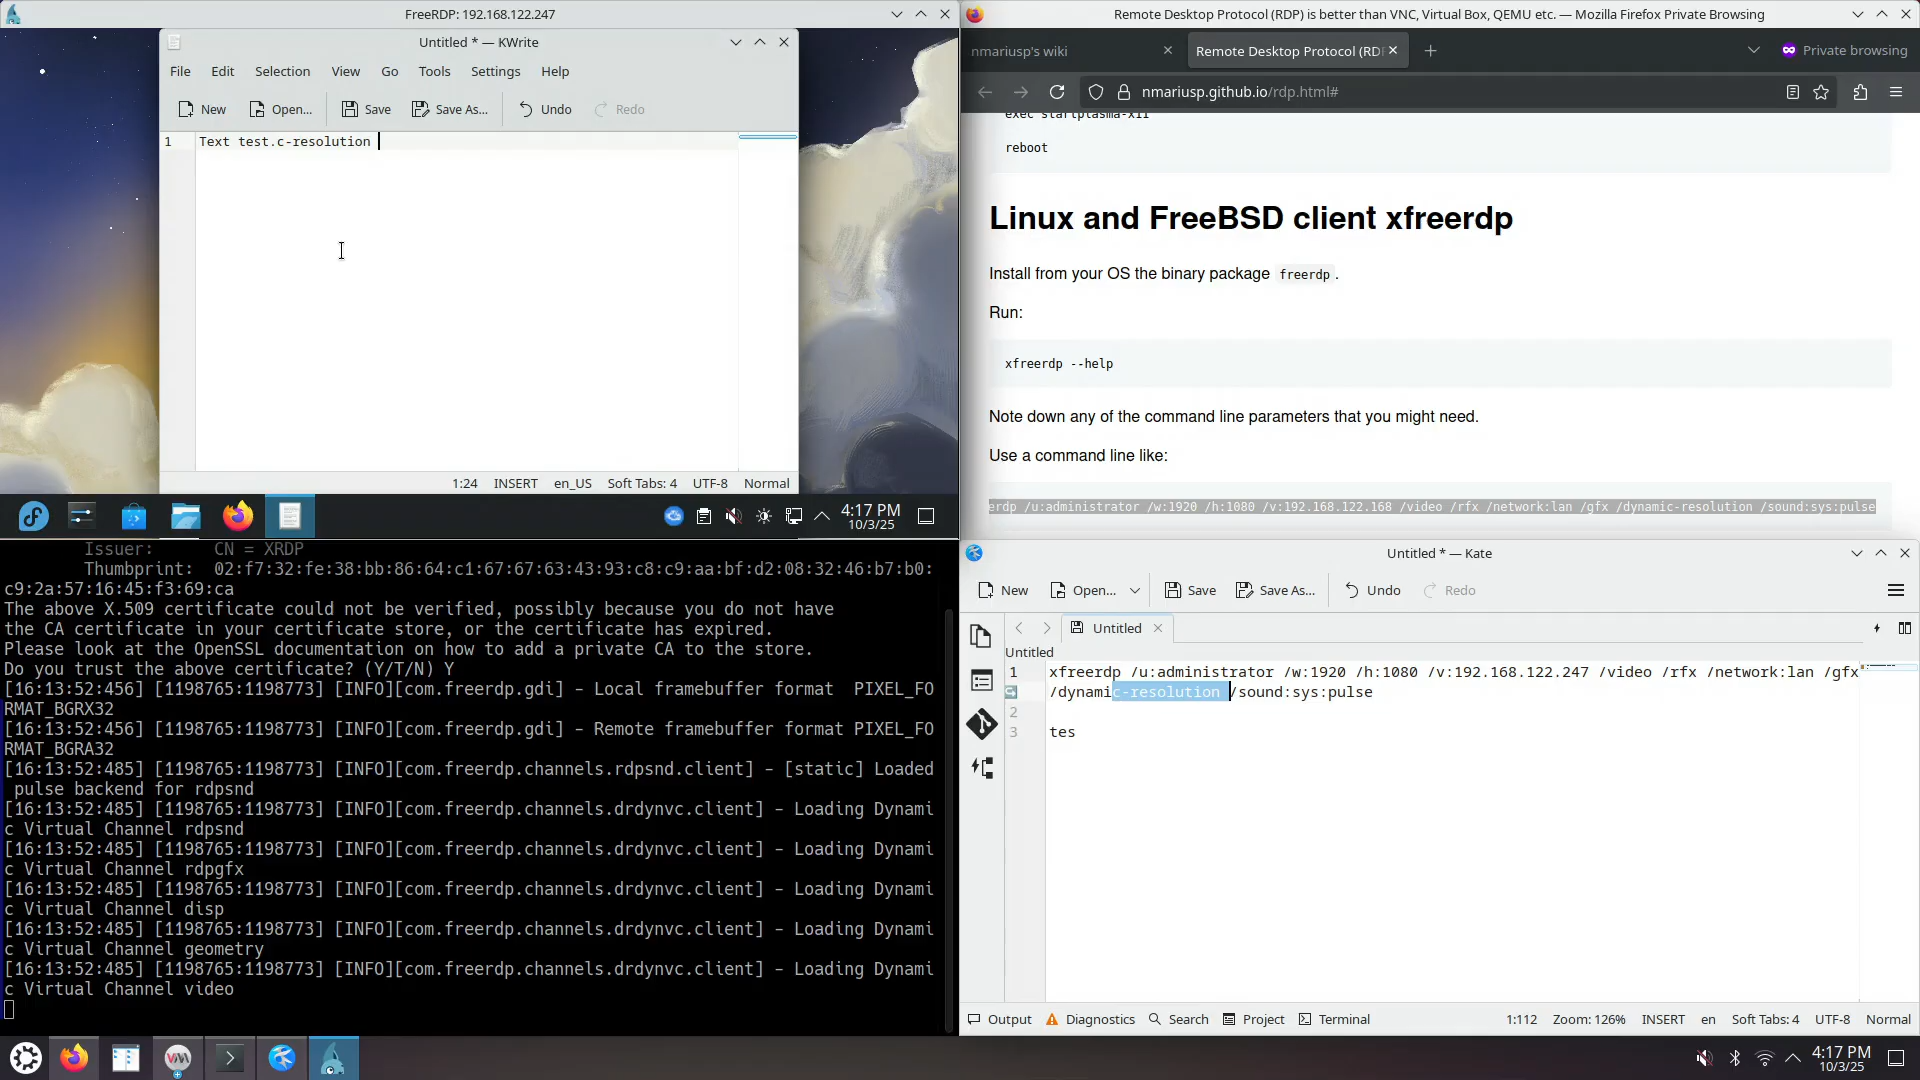 FreeRDP: 192.168.122.247
Untitled * — KWrite
File Edit Selection View Go Tools Settings Help
New Open... Save Save As... Undo Redo
1 Text test.c-resolution
1:24 INSERT en_US Soft Tabs: 4 UTF-8 Normal
4:17 PM
10/3/25
Remote Desktop Protocol (RDP) is better than VNC, Virtual Box, QEMU etc. — Mozilla Firefox Private Browsing
nmariusp's wiki
Remote Desktop Protocol (RD
Private browsing
nmariusp.github.io/rdp.html#
exec startplasma-x11
reboot
Linux and FreeBSD client xfreerdp
Install from your OS the binary package freerdp.
Run:
xfreerdp --help
Note down any of the command line parameters that you might need.
Use a command line like:
erdp /u:administrator /w:1920 /h:1080 /v:192.168.122.168 /video /rfx /network:lan /gfx /dynamic-resolution /sound:sys:pulse
Issuer: CN = XRDP
Thumbprint: 02:f7:32:fe:38:bb:86:64:c1:67:67:63:43:93:c8:c9:aa:bf:d2:08:32:46:b7:b0:
c9:2a:57:16:45:f3:69:ca
The above X.509 certificate could not be verified, possibly because you do not have
the CA certificate in your certificate store, or the certificate has expired.
Please look at the OpenSSL documentation on how to add a private CA to the store.
Do you trust the above certificate? (Y/T/N) Y
[16:13:52:456] [1198765:1198773] [INFO][com.freerdp.gdi] - Local framebuffer format  PIXEL_FO
RMAT_BGRX32
[16:13:52:456] [1198765:1198773] [INFO][com.freerdp.gdi] - Remote framebuffer format PIXEL_FO
RMAT_BGRA32
[16:13:52:485] [1198765:1198773] [INFO][com.freerdp.channels.rdpsnd.client] - [static] Loaded
 pulse backend for rdpsnd
[16:13:52:485] [1198765:1198773] [INFO][com.freerdp.channels.drdynvc.client] - Loading Dynami
c Virtual Channel rdpsnd
[16:13:52:485] [1198765:1198773] [INFO][com.freerdp.channels.drdynvc.client] - Loading Dynami
c Virtual Channel rdpgfx
[16:13:52:485] [1198765:1198773] [INFO][com.freerdp.channels.drdynvc.client] - Loading Dynami
c Virtual Channel disp
[16:13:52:485] [1198765:1198773] [INFO][com.freerdp.channels.drdynvc.client] - Loading Dynami
c Virtual Channel geometry
[16:13:52:485] [1198765:1198773] [INFO][com.freerdp.channels.drdynvc.client] - Loading Dynami
c Virtual Channel video
Untitled * — Kate
New Open... Save Save As... Undo Redo
Untitled
Untitled
1 xfreerdp /u:administrator /w:1920 /h:1080 /v:192.168.122.247 /video /rfx /network:lan /gfx
/dynamic-resolution /sound:sys:pulse
2
3 tes
Output Diagnostics Search Project Terminal 1:112 Zoom: 126% INSERT en Soft Tabs: 4 UTF-8 Normal
4:17 PM
10/3/25